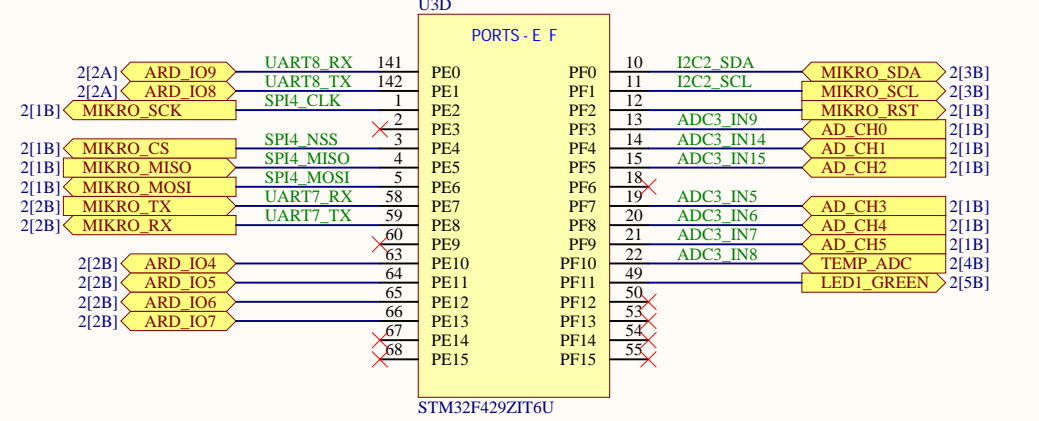 U3D
PORTS-E F
2[2A] ARD_IO9 UART8_RX 141 PE0 PF0 10 I2C2_SDA MIKRO_SDA 2[3B]
2[2A] ARD_IO8 UART8_TX 142 PE1 PF1 11 I2C2_SCL MIKRO_SCL 2[3B]
2[1B] MIKRO_SCK SPI4_CLK 1 PE2 PF2 12 MIKRO_RST 2[1B]
2 PE3 PF3 13 ADC3_IN9 AD_CH0 2[1B]
2[1B] MIKRO_CS SPI4_NSS 3 PE4 PF4 14 ADC3_IN14 AD_CH1 2[1B]
2[1B] MIKRO_MISO SPI4_MISO 4 PE5 PF5 15 ADC3_IN15 AD_CH2 2[1B]
2[1B] MIKRO_MOSI SPI4_MOSI 5 PE6 PF6 18
2[2B] MIKRO_TX UART7_RX 58 PE7 PF7 19 ADC3_IN5 AD_CH3 2[1B]
2[2B] MIKRO_RX UART7_TX 59 PE8 PF8 20 ADC3_IN6 AD_CH4 2[1B]
60 PE9 PF9 21 ADC3_IN7 AD_CH5 2[1B]
2[2B] ARD_IO4 63 PE10 PF10 22 ADC3_IN8 TEMP_ADC 2[4B]
2[2B] ARD_IO5 64 PE11 PF11 49 LED1_GREEN 2[5B]
2[2B] ARD_IO6 65 PE12 PF12 50
2[2B] ARD_IO7 66 PE13 PF13 53
67 PE14 PF14 54
68 PE15 PF15 55
STM32F429ZIT6U